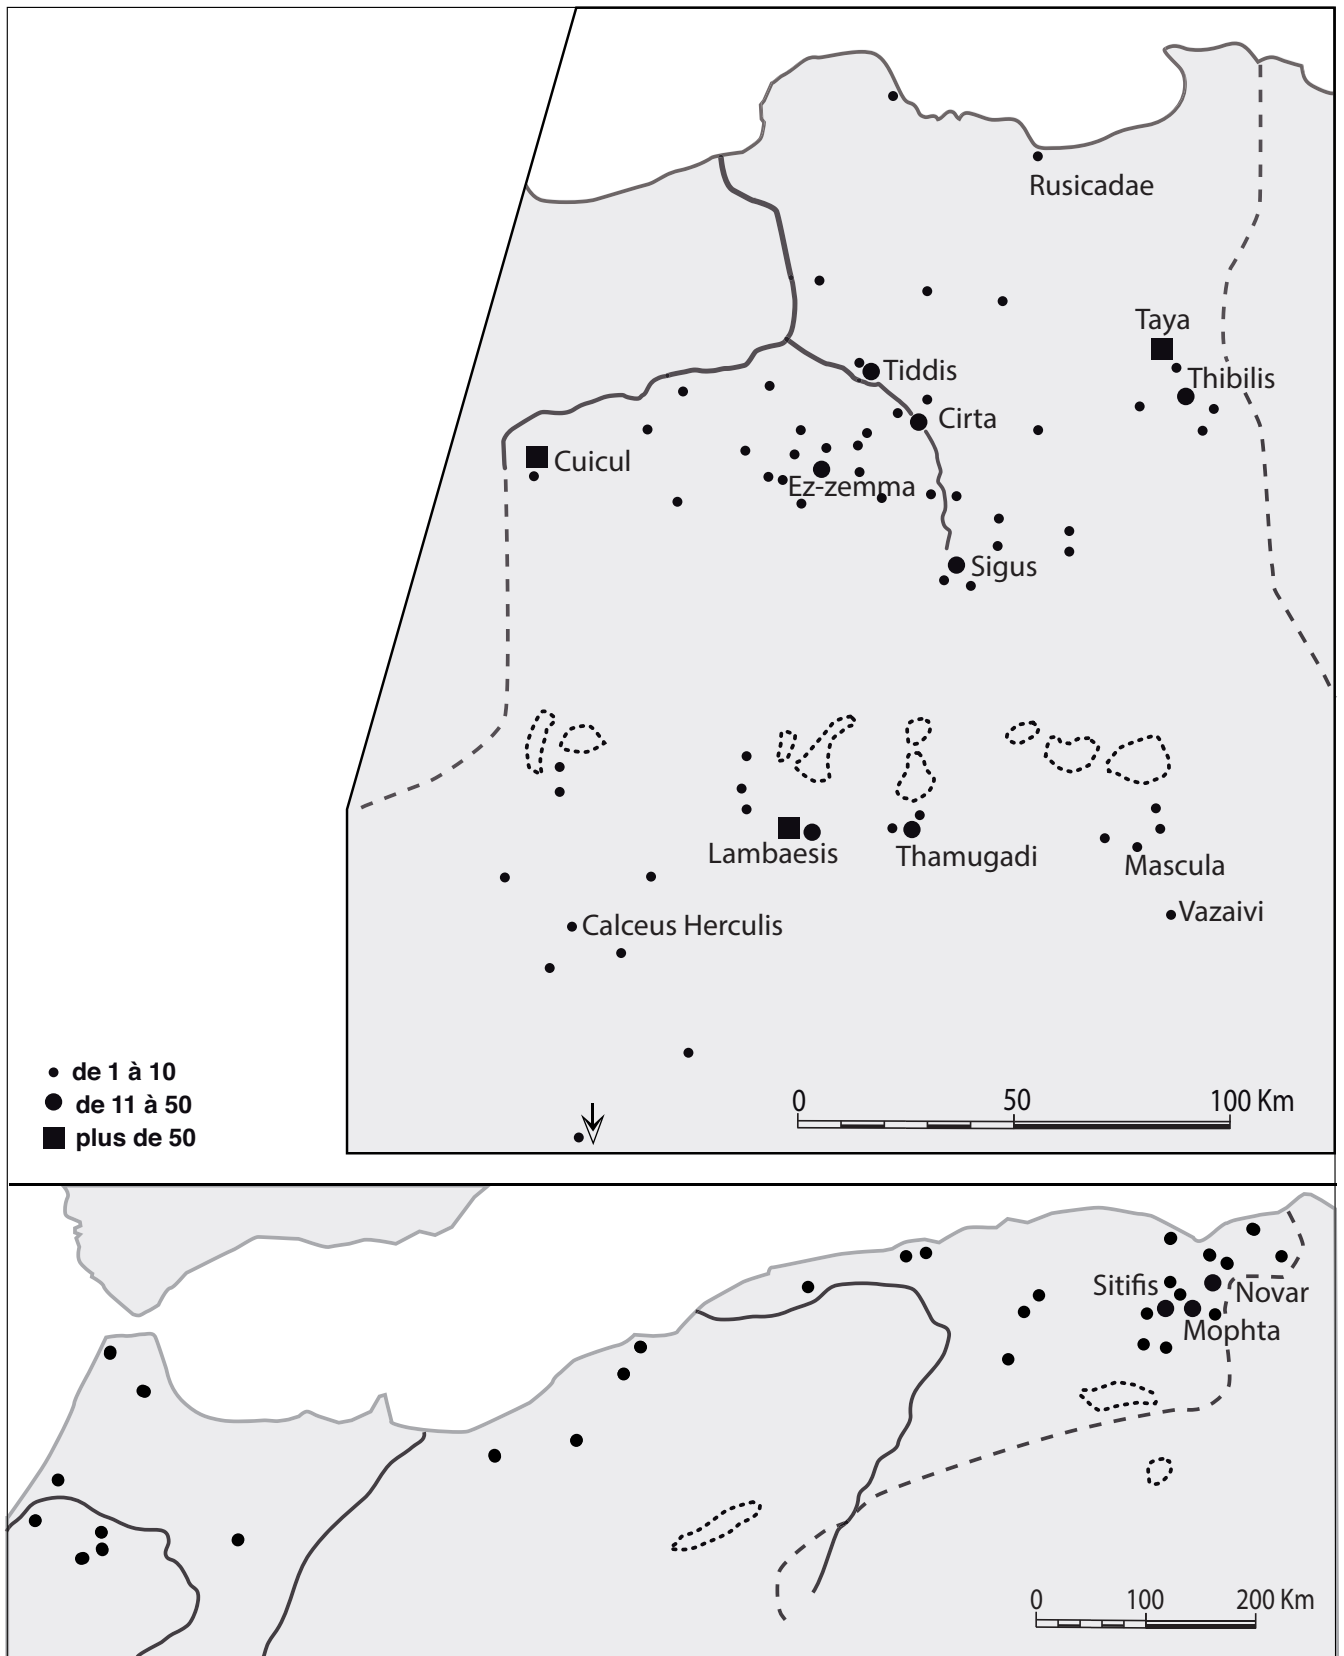 Rusicadae
Taya
Tiddis
Thibilis
Cirta
Cuicul
Ez-zemma
Sigus
Lambaesis
Thamugadi
Mascula
Vazaivi
Calceus Herculis
de 1 à 10
de 11 à 50
plus de 50
0 50 100 Km
Sitifis
Novar
Mophta
0 100 200 Km